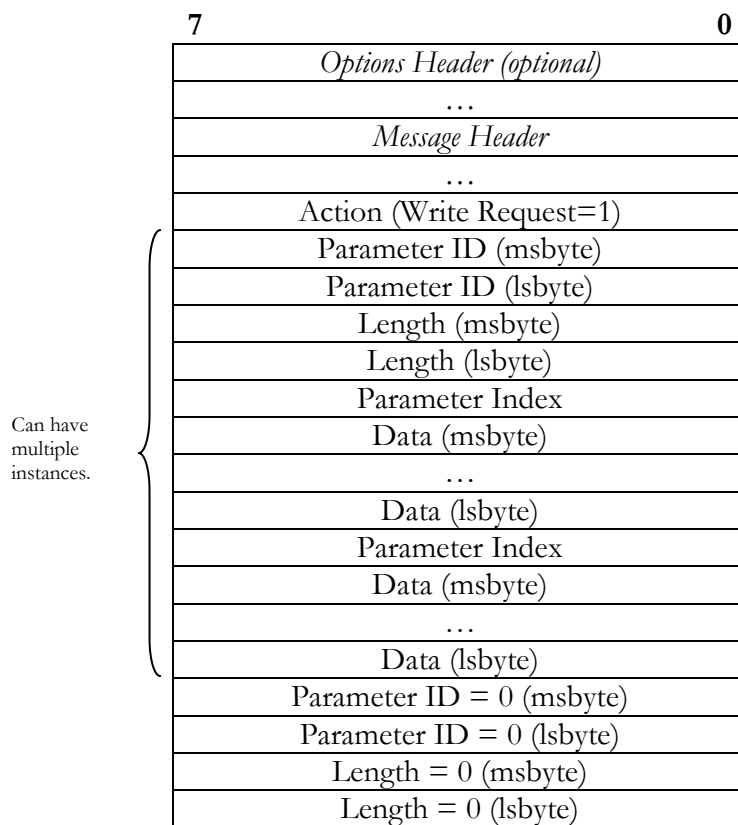 7 0
Options Header (optional)
…
Message Header
…
Action (Write Request=1)
Parameter ID (msbyte)
Parameter ID (lsbyte)
Length (msbyte)
Length (lsbyte)
Parameter Index
Data (msbyte)
…
Data (lsbyte)
Parameter Index
Data (msbyte)
…
Data (lsbyte)
Parameter ID = 0 (msbyte)
Parameter ID = 0 (lsbyte)
Length = 0 (msbyte)
Length = 0 (lsbyte)
Can have
multiple
instances.